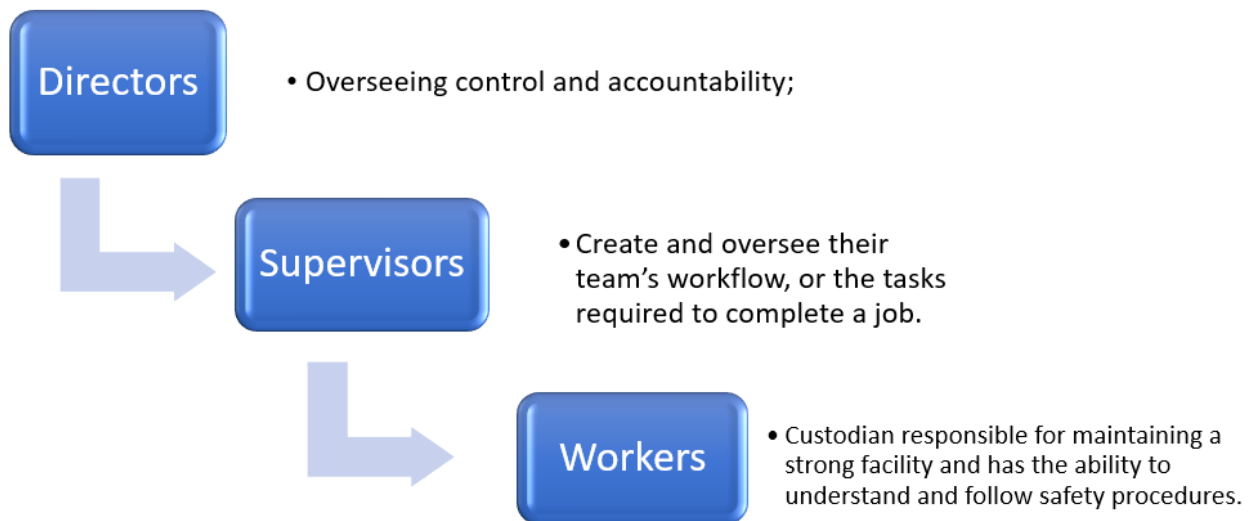 Directors
• Overseeing control and accountability;
Supervisors
• Create and oversee their
team's workflow, or the tasks
required to complete a job.
Workers
• Custodian responsible for maintaining a
strong facility and has the ability to
understand and follow safety procedures.